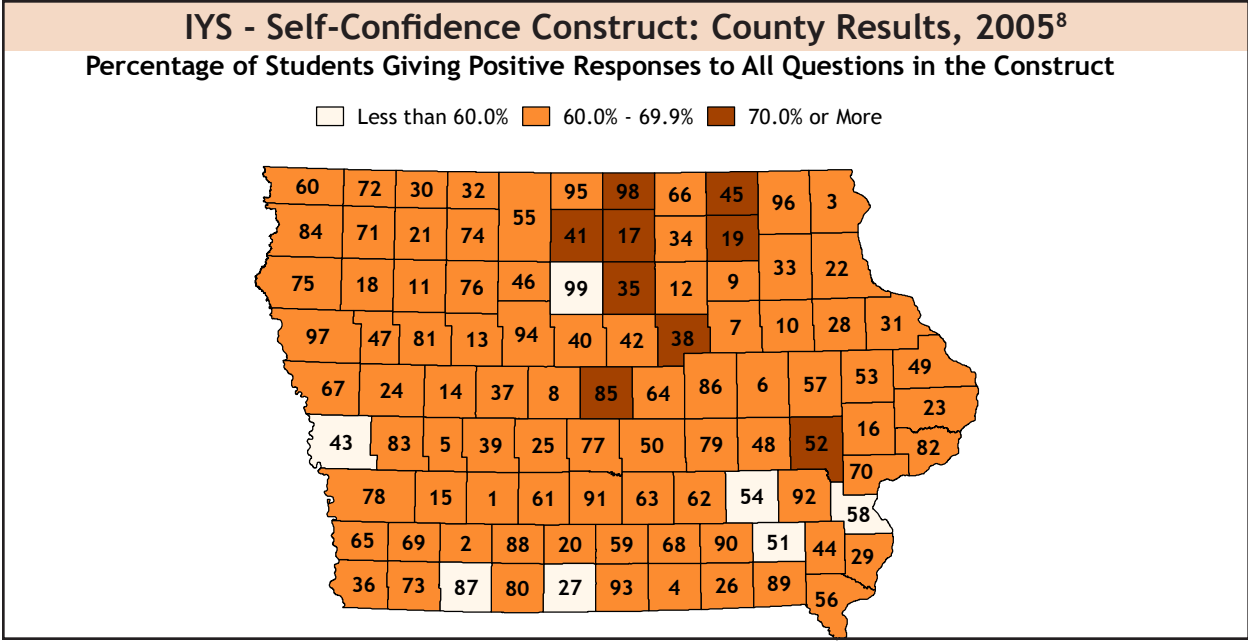 IYS - Self-Confidence Construct: County Results, 2005⁸
Percentage of Students Giving Positive Responses to All Questions in the Construct
Less than 60.0% 60.0% - 69.9% 70.0% or More
60 72 30 32 55 95 98 66 45 96 3
84 71 21 74 41 17 34 19
75 18 11 76 46 99 35 12 9 33 22
97 47 81 13 94 40 42 38 7 10 28 31
67 24 14 37 8 85 64 86 6 57 53 49
23
43 83 5 39 25 77 50 79 48 52 16 82
70
78 15 1 61 91 63 62 54 92 58
65 69 2 88 20 59 68 90 51 44 29
36 73 87 80 27 93 4 26 89 56